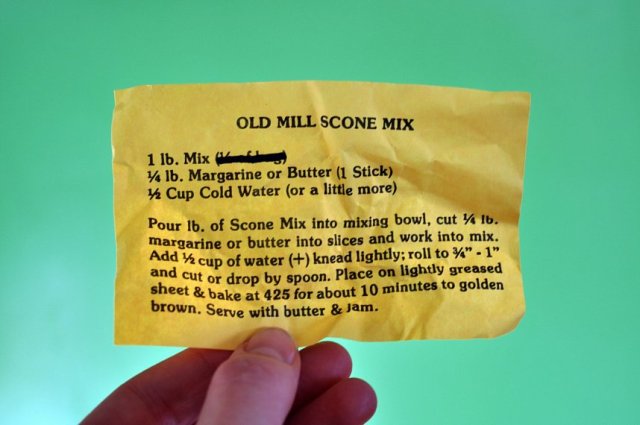 OLD MILL SCONE MIX
1 lb. Mix
¼ lb. Margarine or Butter (1 Stick)
½ Cup Cold Water (or a little more)
Pour lb. of Scone Mix into mixing bowl, cut ¼ lb.
margarine or butter into slices and work into mix.
Add ½ cup of water (+) knead lightly; roll to ¾" - 1"
and cut or drop by spoon. Place on lightly greased
sheet & bake at 425 for about 10 minutes to golden
brown. Serve with butter & Jam.